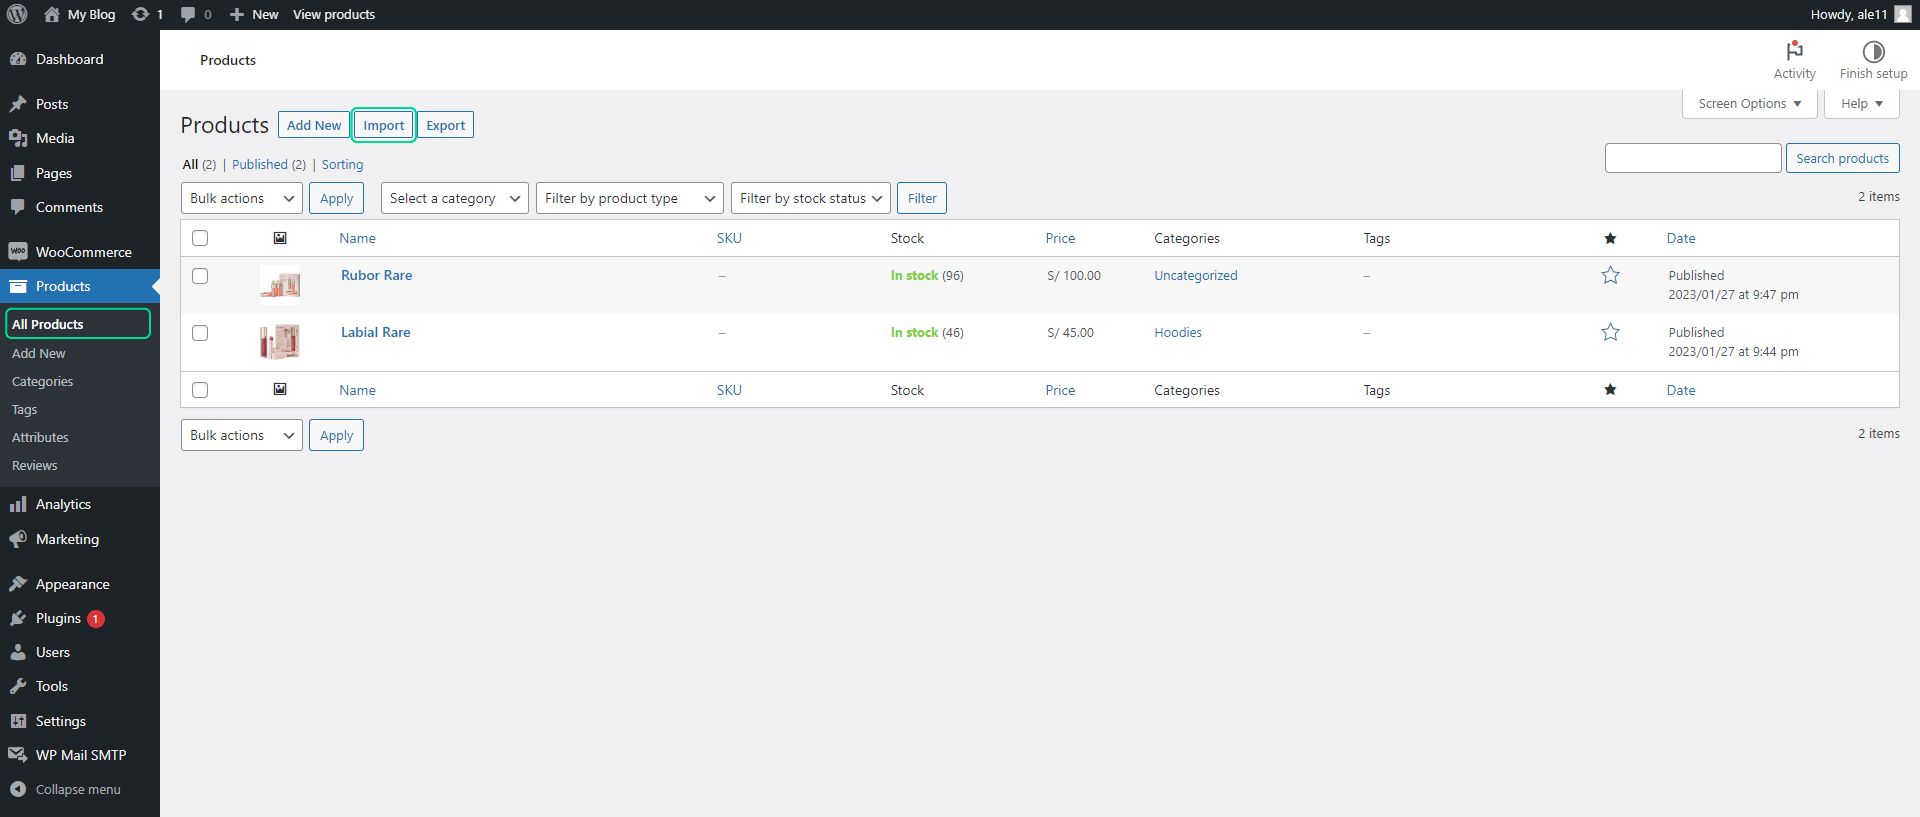 My Blog 1 0 New View products Howdy, ale11
Dashboard
Posts
Media
Pages
Comments
WOO WooCommerce
Products
All Products
Add New
Categories
Tags
Attributes
Reviews
Analytics
Marketing
Appearance
Plugins 1
Users
Tools
Settings
WP Mail SMTP
Collapse menu
Products
Activity Finish setup
Screen Options Help
Products Add New Import Export
All (2) | Published (2) | Sorting
Search products
Bulk actions Apply Select a category Filter by product type Filter by stock status Filter 2 items
Name SKU Stock Price Categories Tags Date
Rubor Rare – In stock (96) S/ 100.00 Uncategorized – Published
2023/01/27 at 9:47 pm
Labial Rare – In stock (46) S/ 45.00 Hoodies – Published
2023/01/27 at 9:44 pm
Name SKU Stock Price Categories Tags Date
Bulk actions Apply 2 items